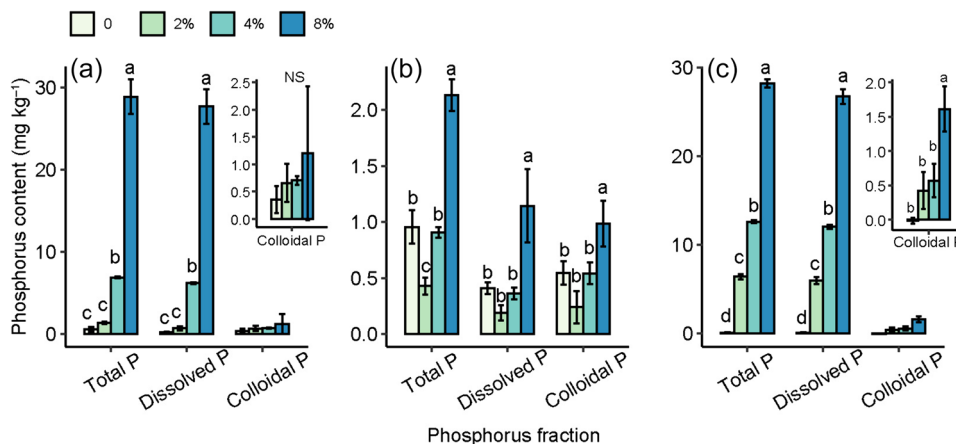 0 2% 4% 8%
Phosphorus content (mg kg⁻¹)
(a)
30
20
10
0
c c b a
c c b a
Total P Dissolved P Colloidal P
NS
2.5
2.0
1.5
1.0
0.5
0.0
Colloidal P
(b)
2.0
1.5
1.0
0.5
0.0
b c b a
b b b a
b b b a
Total P Dissolved P Colloidal P
(c)
30
20
10
0
d c b a
d c b a
Total P Dissolved P Colloidal P
2.0
1.5
1.0
0.5
0.0
b b b a
Colloidal P
Phosphorus fraction